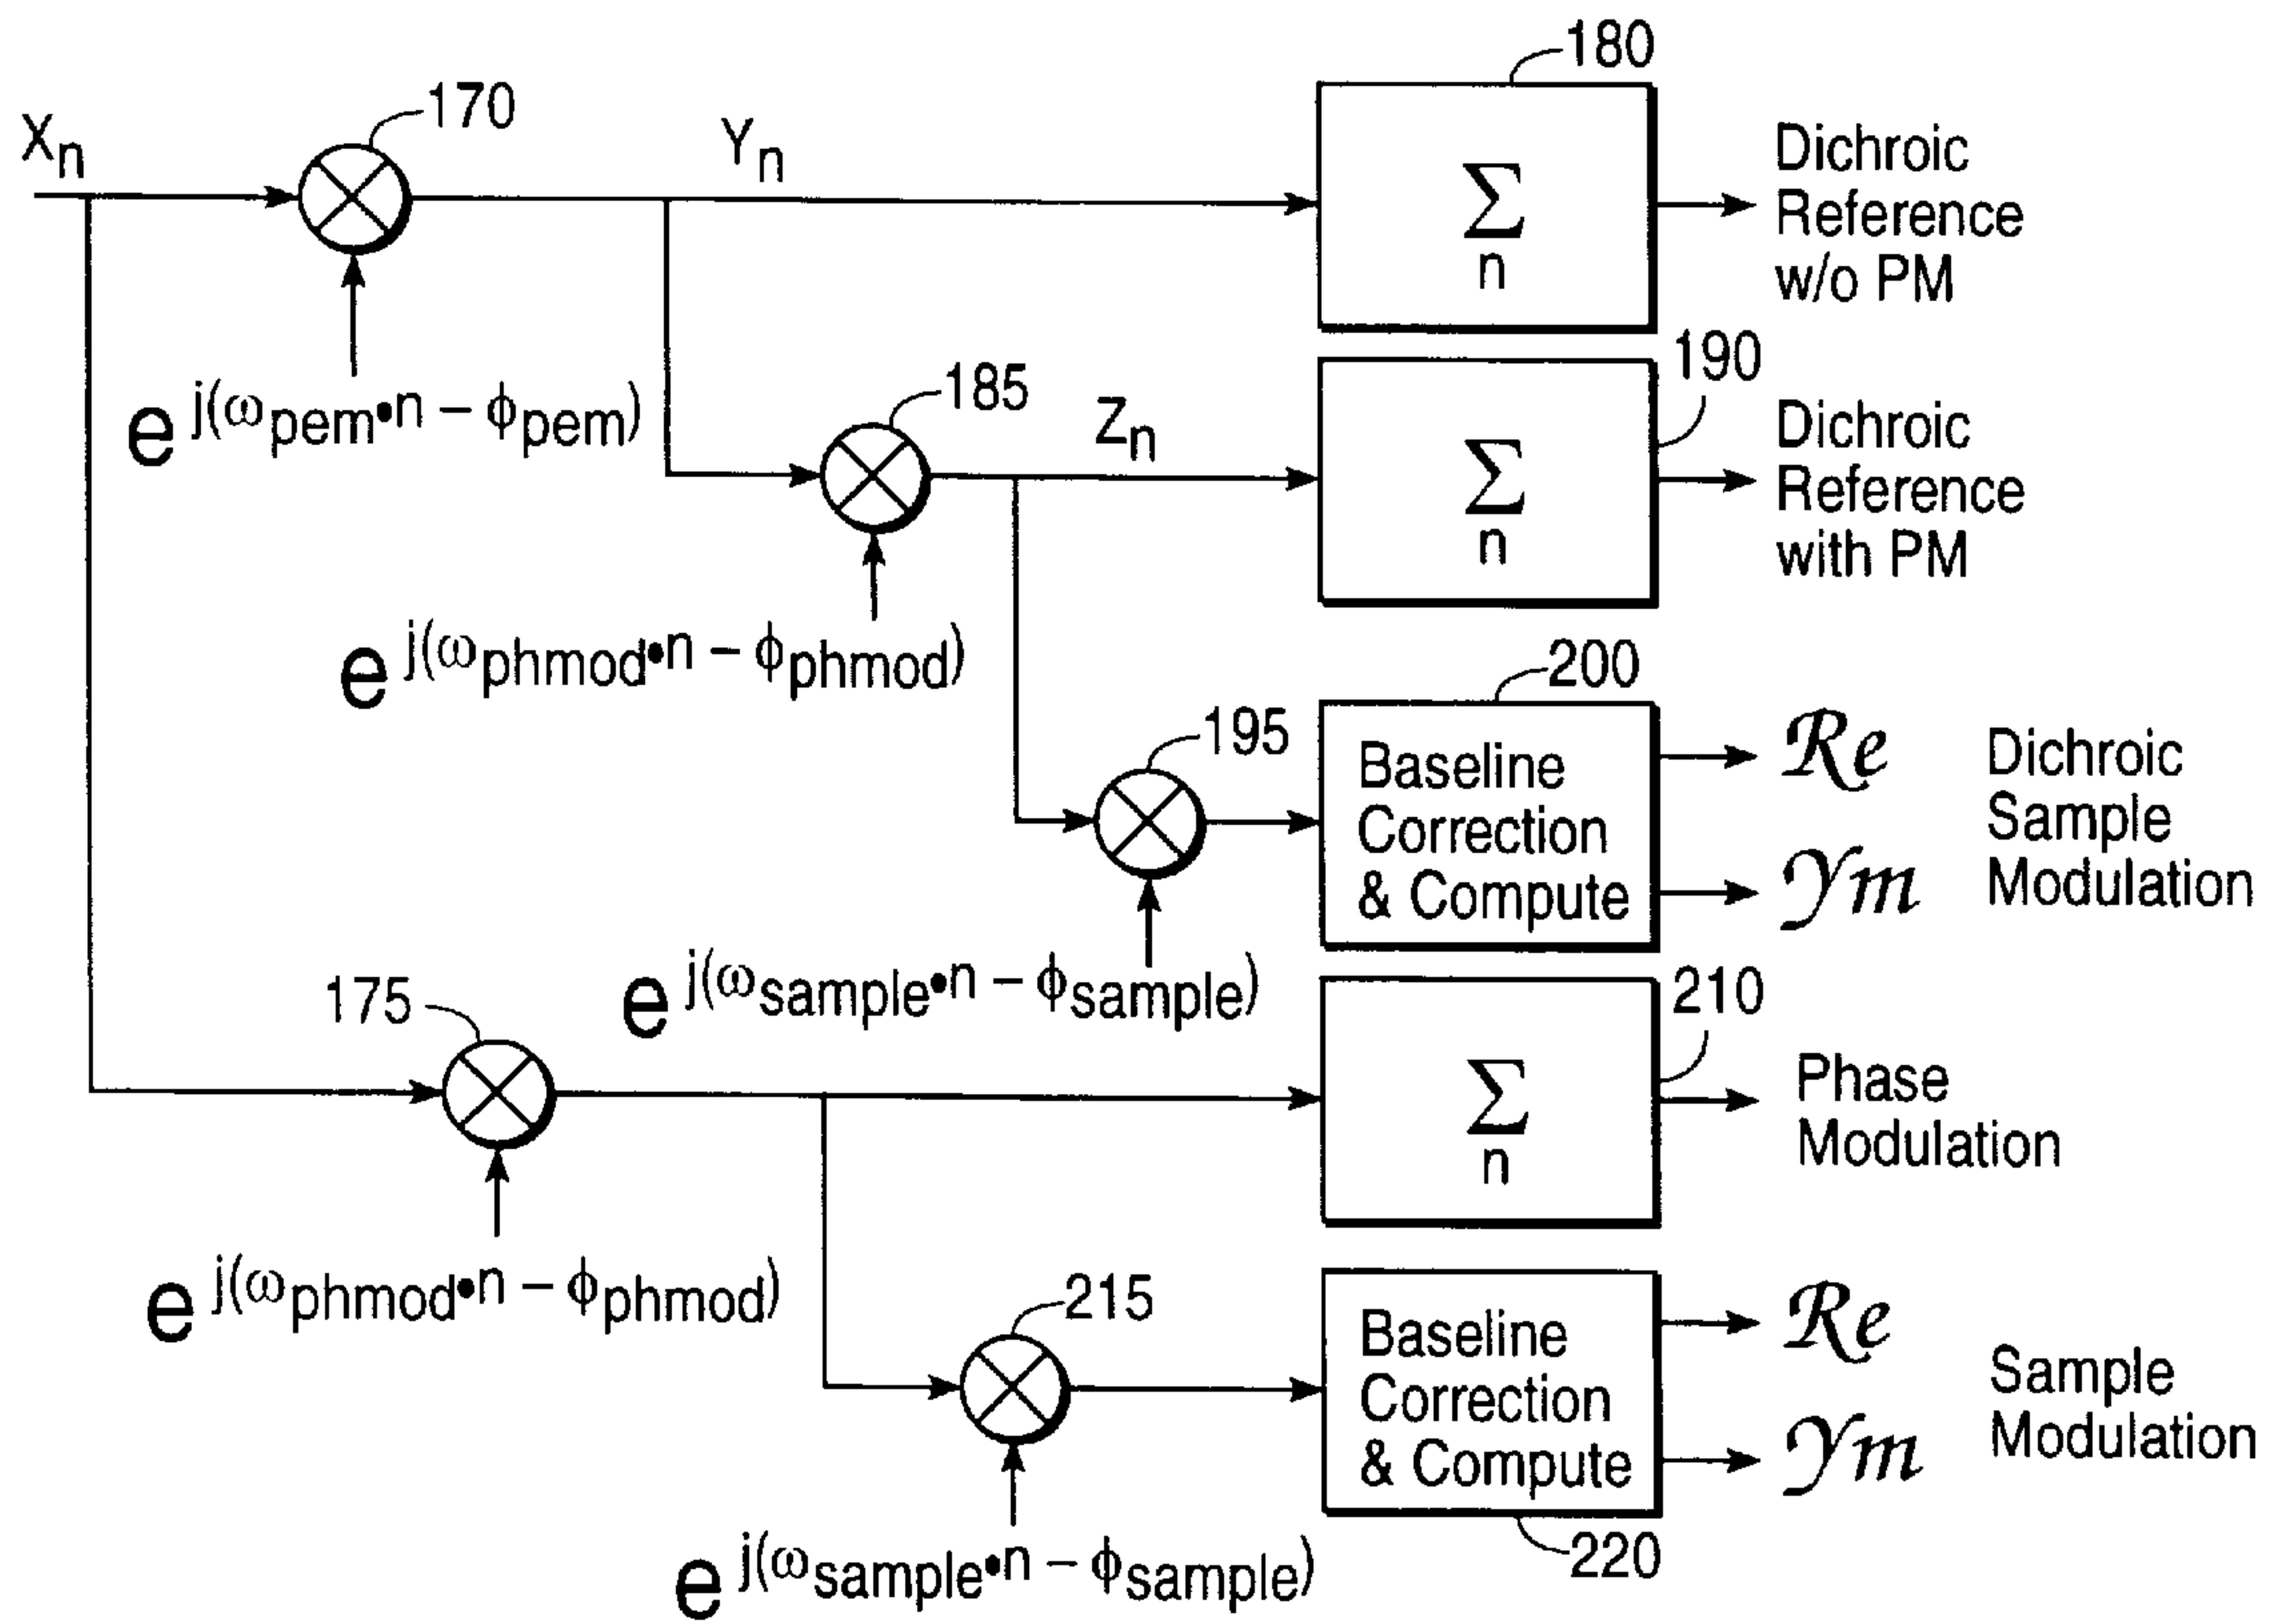 180
170
Xn
Yn
Σ
n
Dichroic
Reference
w/o PM
e j(ωpem•n – ϕpem)
190
185
Zn
Σ
n
Dichroic
Reference
with PM
e j(ωphmod•n – ϕphmod)
200
195
Baseline
Correction
& Compute
Re
Ym
Dichroic
Sample
Modulation
e j(ωsample•n – ϕsample)
175
210
Σ
n
Phase
Modulation
e j(ωphmod•n – ϕphmod)
215
Baseline
Correction
& Compute
Re
Ym
Sample
Modulation
220
e j(ωsample•n – ϕsample)